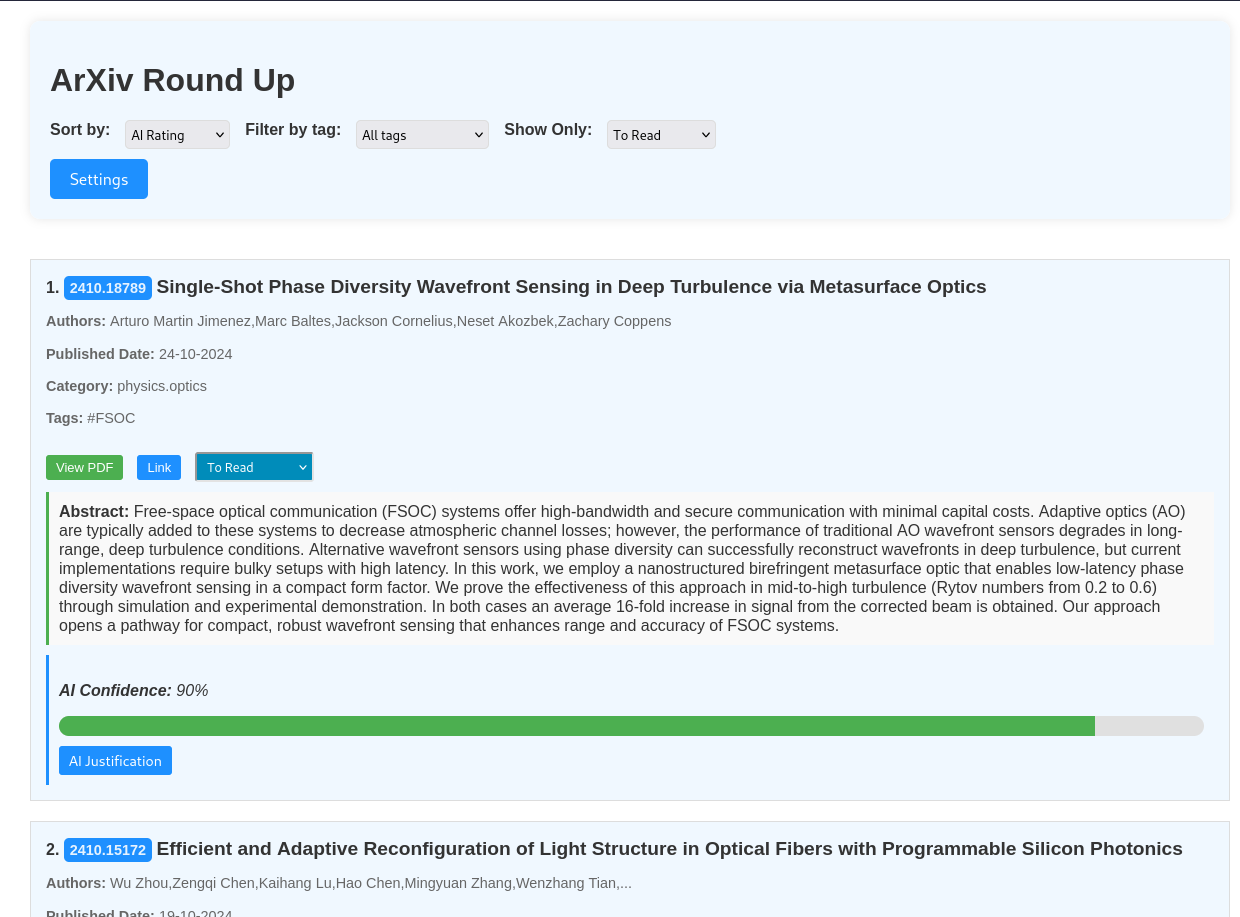 ArXiv Round Up
Sort by: AI Rating Filter by tag: All tags Show Only: To Read
Settings
1. 2410.18789 Single-Shot Phase Diversity Wavefront Sensing in Deep Turbulence via Metasurface Optics
Authors: Arturo Martin Jimenez,Marc Baltes,Jackson Cornelius,Neset Akozbek,Zachary Coppens
Published Date: 24-10-2024
Category: physics.optics
Tags: #FSOC
View PDF Link To Read
Abstract: Free-space optical communication (FSOC) systems offer high-bandwidth and secure communication with minimal capital costs. Adaptive optics (AO)
are typically added to these systems to decrease atmospheric channel losses; however, the performance of traditional AO wavefront sensors degrades in long-
range, deep turbulence conditions. Alternative wavefront sensors using phase diversity can successfully reconstruct wavefronts in deep turbulence, but current
implementations require bulky setups with high latency. In this work, we employ a nanostructured birefringent metasurface optic that enables low-latency phase
diversity wavefront sensing in a compact form factor. We prove the effectiveness of this approach in mid-to-high turbulence (Rytov numbers from 0.2 to 0.6)
through simulation and experimental demonstration. In both cases an average 16-fold increase in signal from the corrected beam is obtained. Our approach
opens a pathway for compact, robust wavefront sensing that enhances range and accuracy of FSOC systems.
AI Confidence: 90%
AI Justification
2. 2410.15172 Efficient and Adaptive Reconfiguration of Light Structure in Optical Fibers with Programmable Silicon Photonics
Authors: Wu Zhou,Zengqi Chen,Kaihang Lu,Hao Chen,Mingyuan Zhang,Wenzhang Tian,...
Published Date: 19-10-2024